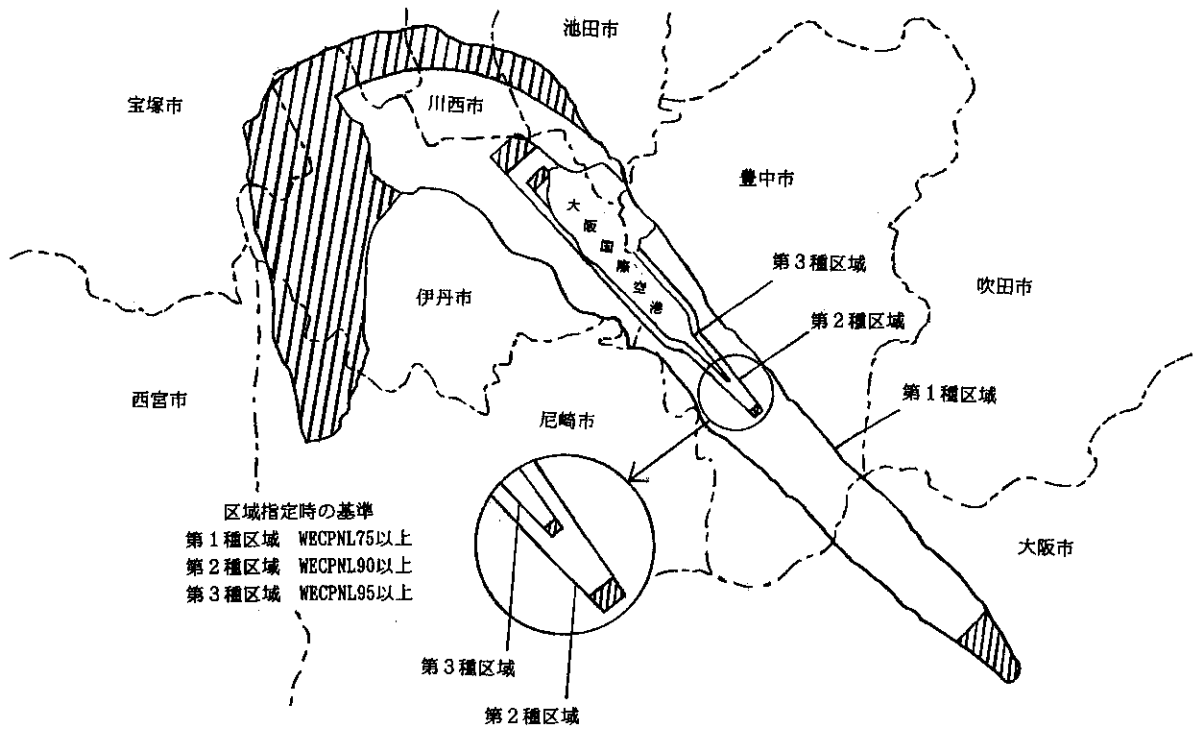 池田市
宝塚市
川西市
豊中市
大阪国際空港
第3種区域
吹田市
伊丹市
第2種区域
西宮市
第1種区域
尼崎市
区域指定時の基準
第1種区域 WECPNL75以上
第2種区域 WECPNL90以上
第3種区域 WECPNL95以上
大阪市
第3種区域
第2種区域